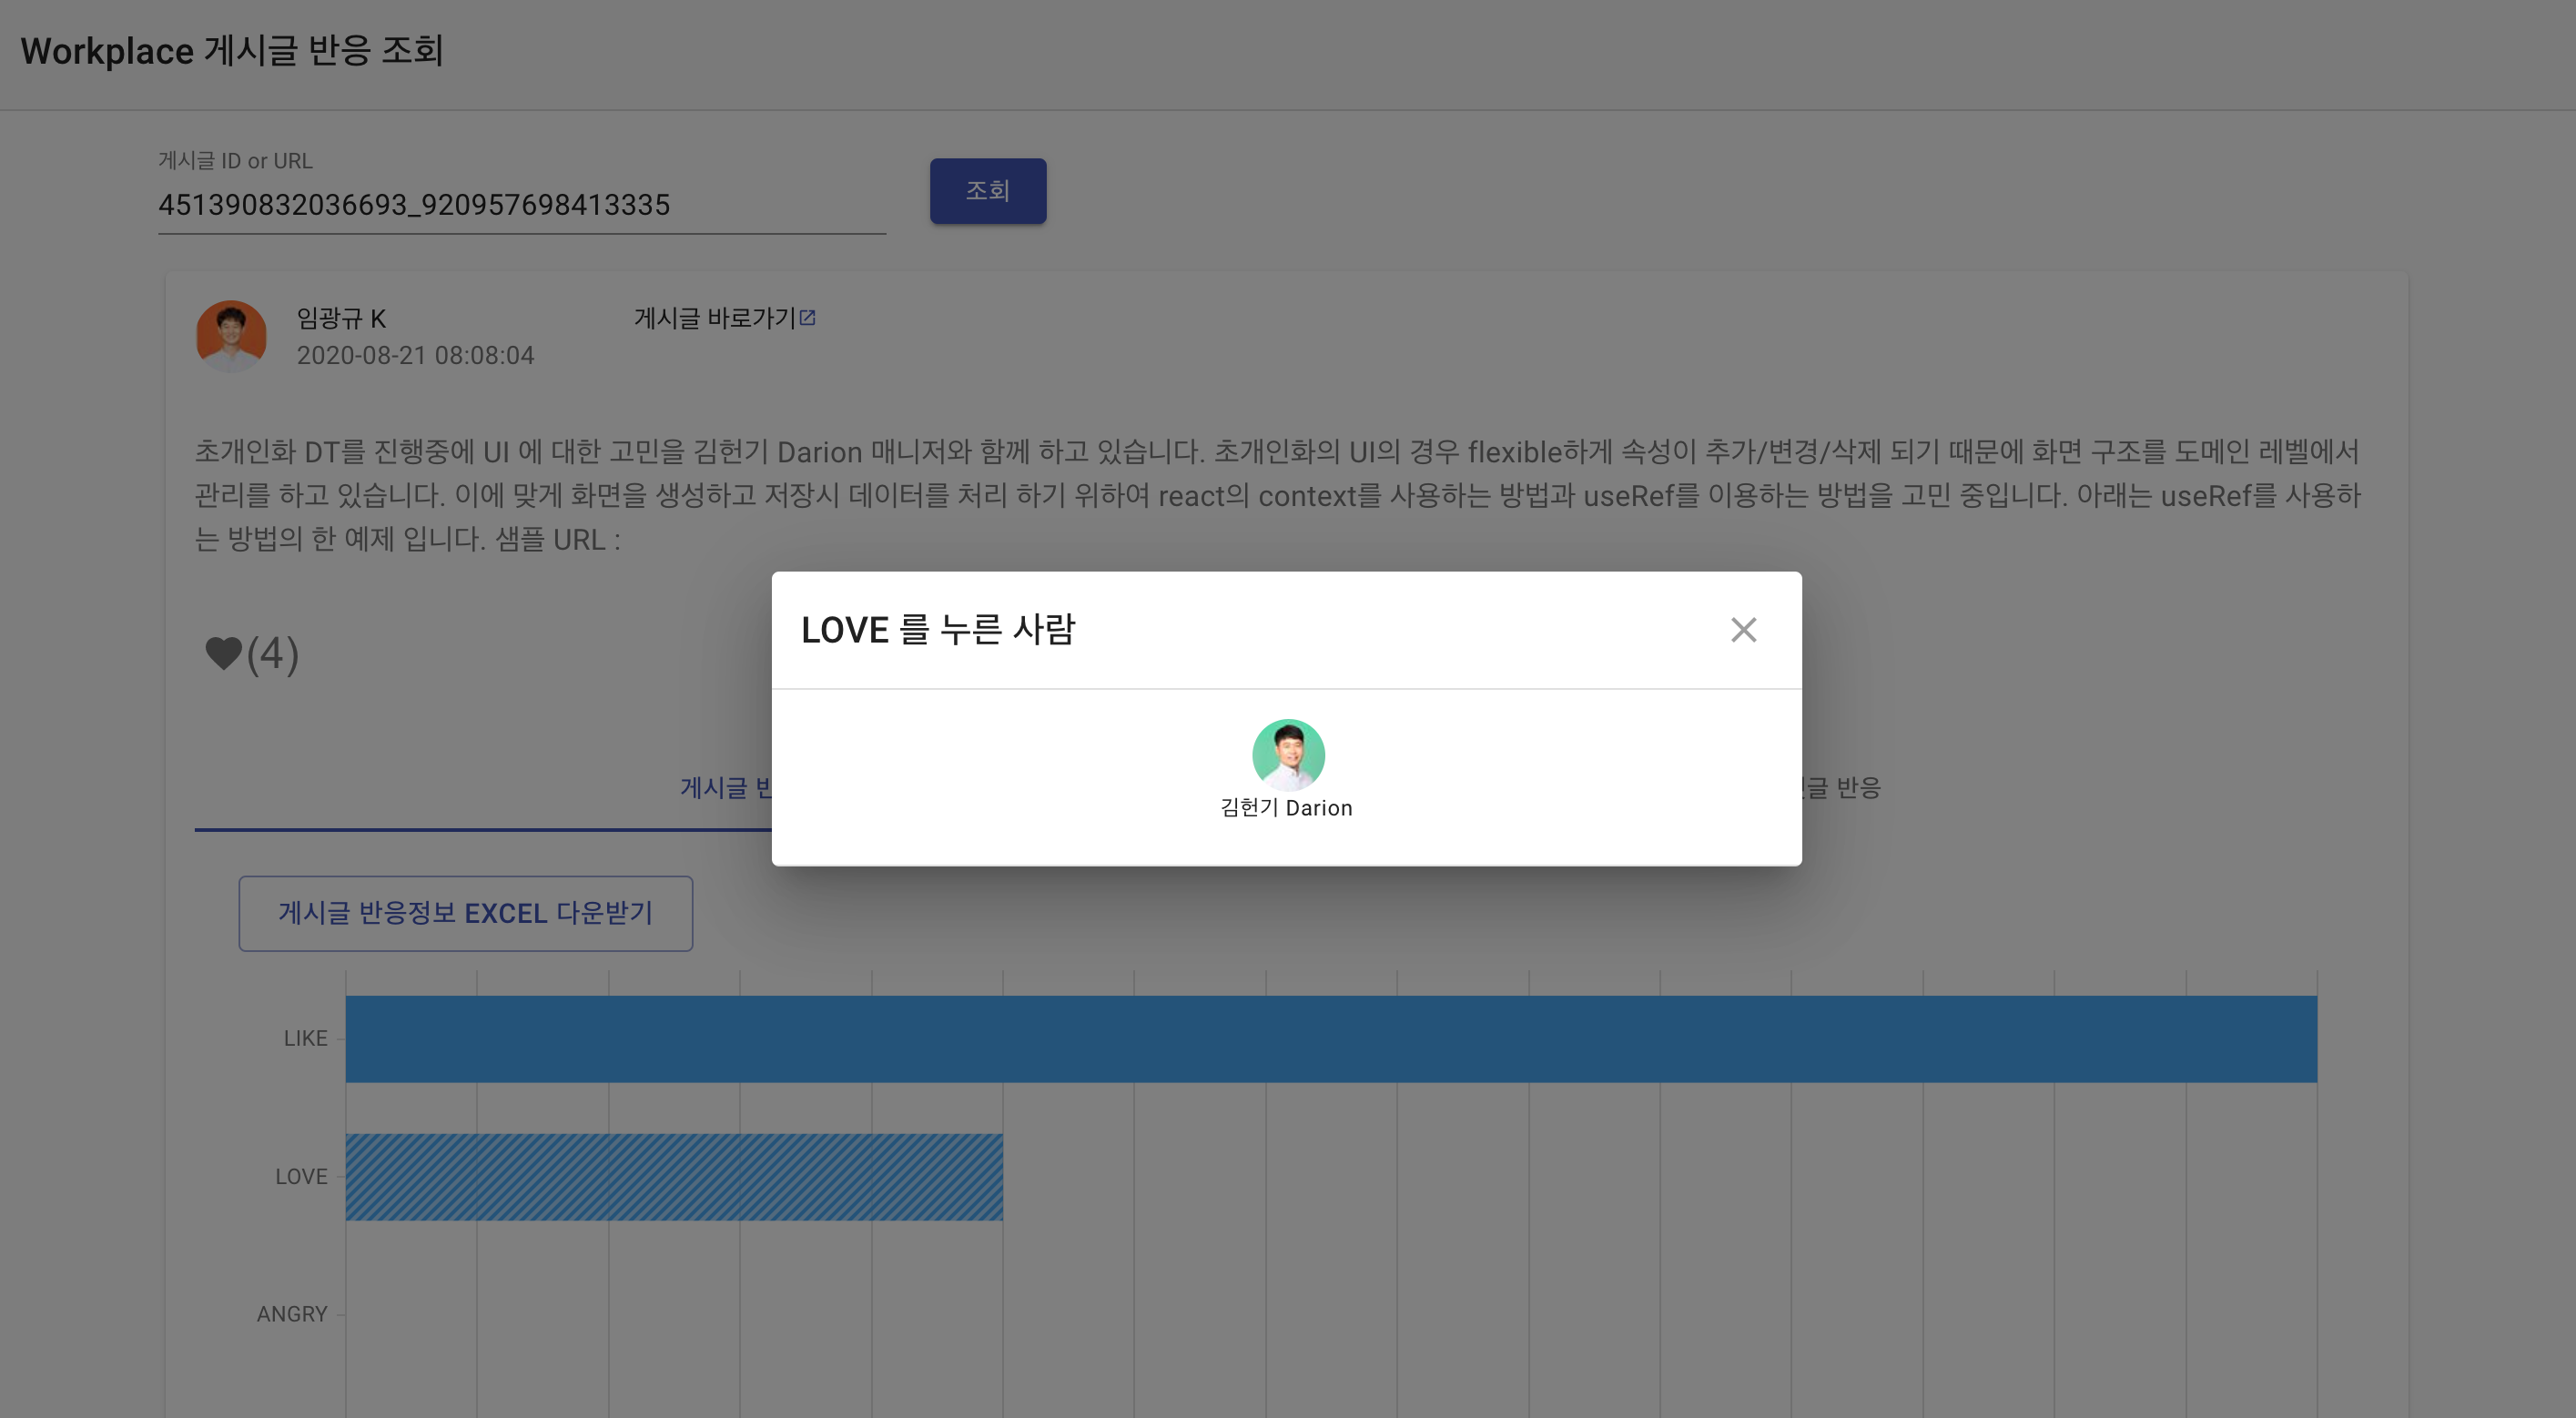 Workplace 게시글 반응 조회
게시글 ID or URL
451390832036693_920957698413335
조회
임광규 K
게시글 바로가기
2020-08-21 08:08:04
초개인화 DT를 진행중에 UI 에 대한 고민을 김헌기 Darion 매니저와 함께 하고 있습니다. 초개인화의 UI의 경우 flexible하게 속성이 추가/변경/삭제 되기 때문에 화면 구조를 도메인 레벨에서
관리를 하고 있습니다. 이에 맞게 화면을 생성하고 저장시 데이터를 처리 하기 위하여 react의 context를 사용하는 방법과 useRef를 이용하는 방법을 고민 중입니다. 아래는 useRef를 사용하
는 방법의 한 예제 입니다. 샘플 URL :
(4)
LOVE 를 누른 사람
김헌기 Darion
게시글
글 반응
게시글 반응정보 EXCEL 다운받기
LIKE
LOVE
ANGRY